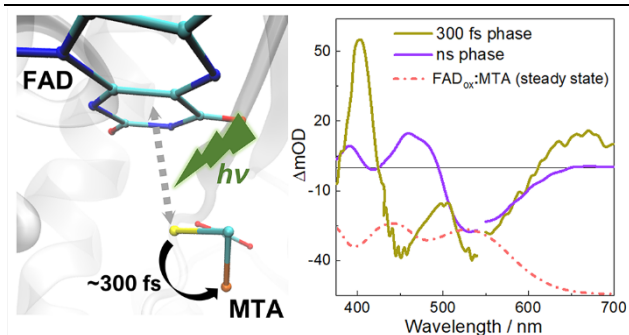 FAD
hν
~300 fs
MTA
ΔmOD
50
20
-10
-40
300 fs phase
ns phase
FADox:MTA (steady state)
400
500
600
700
Wavelength / nm